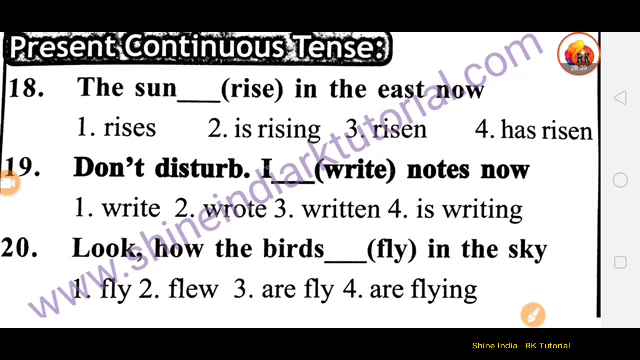 Present Continuous Tense:
RK
28:39
18. The sun___(rise) in the east now
1. rises 2. is rising 3. risen 4. has risen
19. Don't disturb. I___(write) notes now
1. write 2. wrote 3. written 4. is writing
20. Look, how the birds___(fly) in the sky
1. fly 2. flew 3. are fly 4. are flying
www.shineindiarktutorial.com
Shine India - RK Tutorial